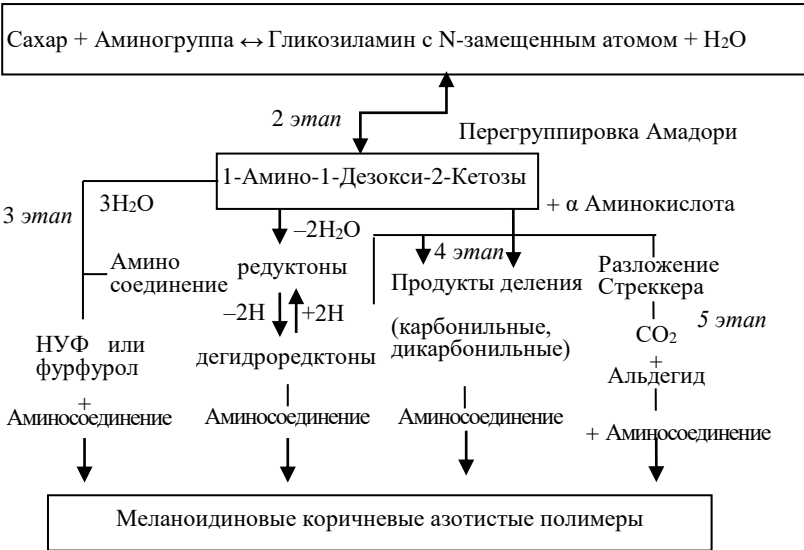 Сахар + Аминогруппа ↔ Гликозиламин с N-замещенным атомом + H₂O
2 этап
Перегруппировка Амадори
1-Амино-1-Дезокси-2-Кетозы
3 этап
3H₂O
–2H₂O
+ α Аминокислота
4 этап
Амино
соединение
редуктоны
Продукты деления
Разложение
Стреккера
–2H
+2H
(карбонильные,
дикарбонильные)
CO₂
5 этап
НУФ или
фурфурол
дегидроредктоны
+
Альдегид
+
Аминосоединение
Аминосоединение
Аминосоединение
+ Аминосоединение
Меланоидиновые коричневые азотистые полимеры